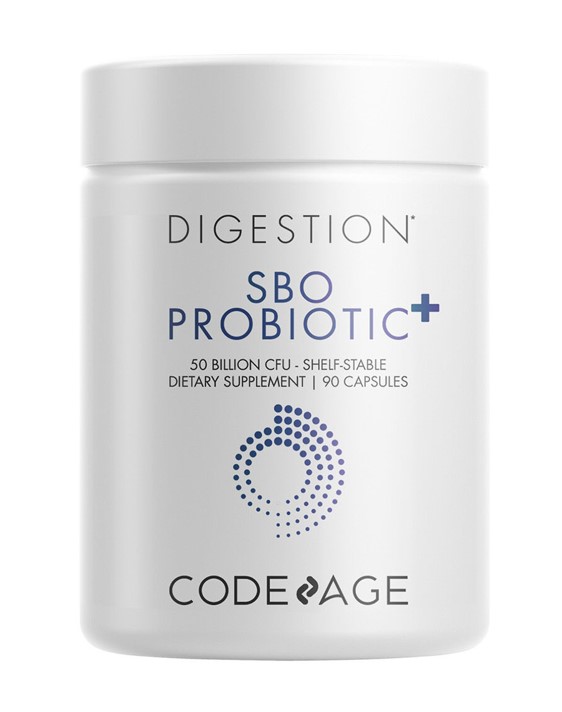 DIGESTION*
SBO
PROBIOTIC+
50 BILLION CFU - SHELF-STABLE
DIETARY SUPPLEMENT | 90 CAPSULES
CODEAGE